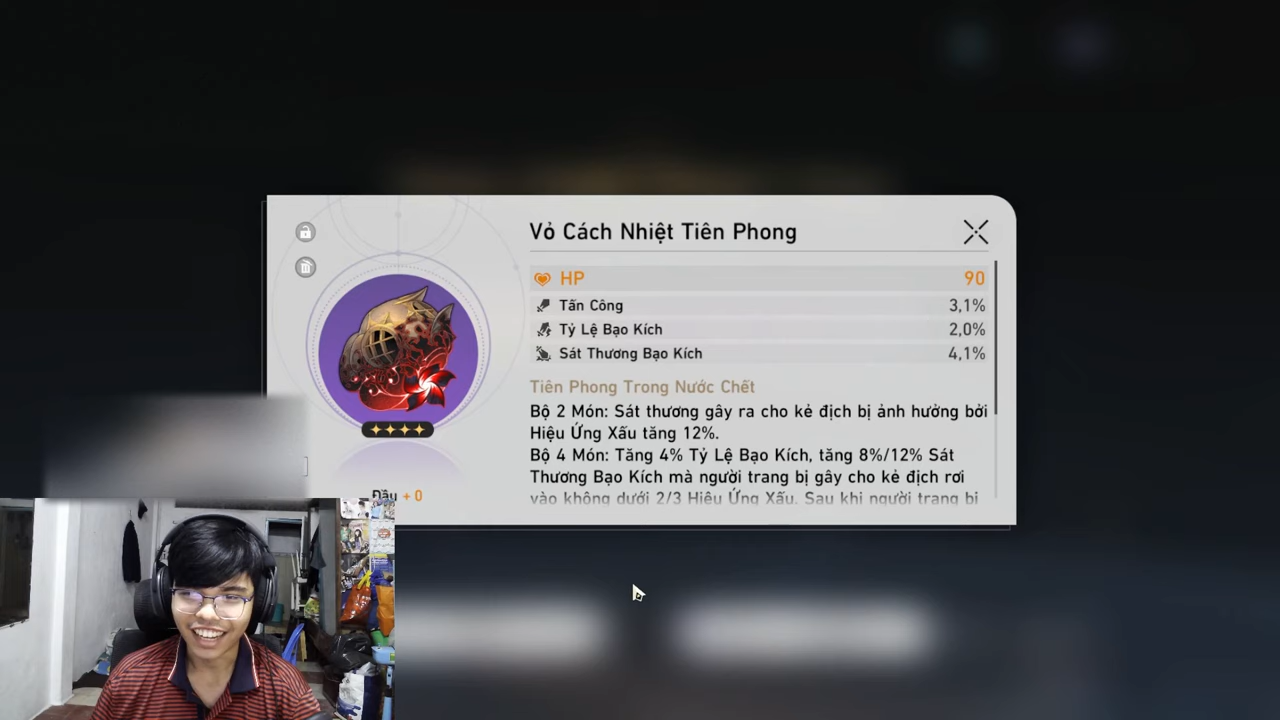 Vỏ Cách Nhiệt Tiên Phong
HP 90
Tấn Công 3,1%
Tỷ Lệ Bạo Kích 2,0%
Sát Thương Bạo Kích 4,1%
Tiên Phong Trong Nước Chết
Bộ 2 Món: Sát thương gây ra cho kẻ địch bị ảnh hưởng bởi
Hiệu Ứng Xấu tăng 12%.
Bộ 4 Món: Tăng 4% Tỷ Lệ Bạo Kích, tăng 8%/12% Sát
Thương Bạo Kích mà người trang bị gây cho kẻ địch rơi
vào không dưới 2/3 Hiệu Ứng Xấu. Sau khi người trang bị
Đầu + 0